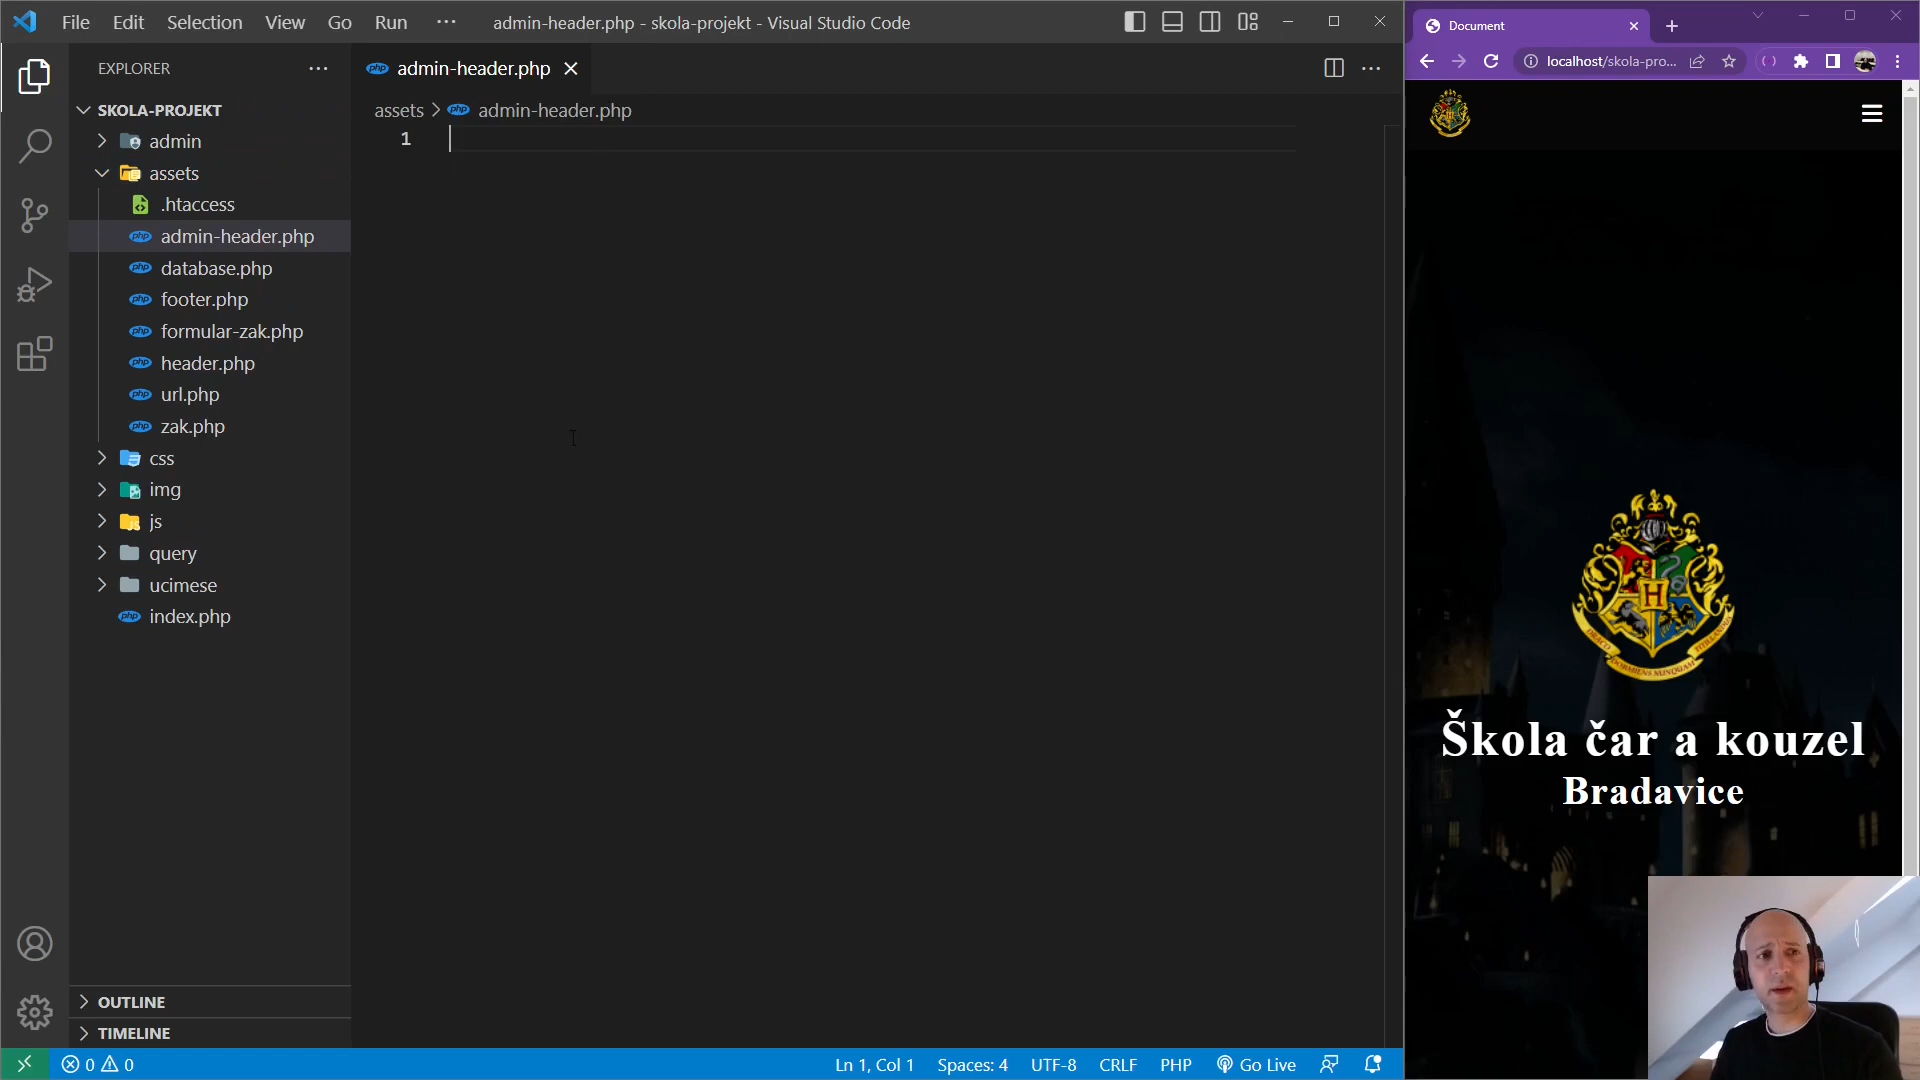 File Edit Selection View Go Run ··· admin-header.php - skola-projekt - Visual Studio Code
EXPLORER
SKOLA-PROJEKT
admin
assets
.htaccess
admin-header.php
database.php
footer.php
formular-zak.php
header.php
url.php
zak.php
css
img
js
query
ucimese
index.php
OUTLINE
TIMELINE
php admin-header.php
assets > php admin-header.php
1
0 0
Ln 1, Col 1 Spaces: 4 UTF-8 CRLF PHP Go Live
Document
localhost/skola-pro...
H
Škola čar a kouzel
Bradavice